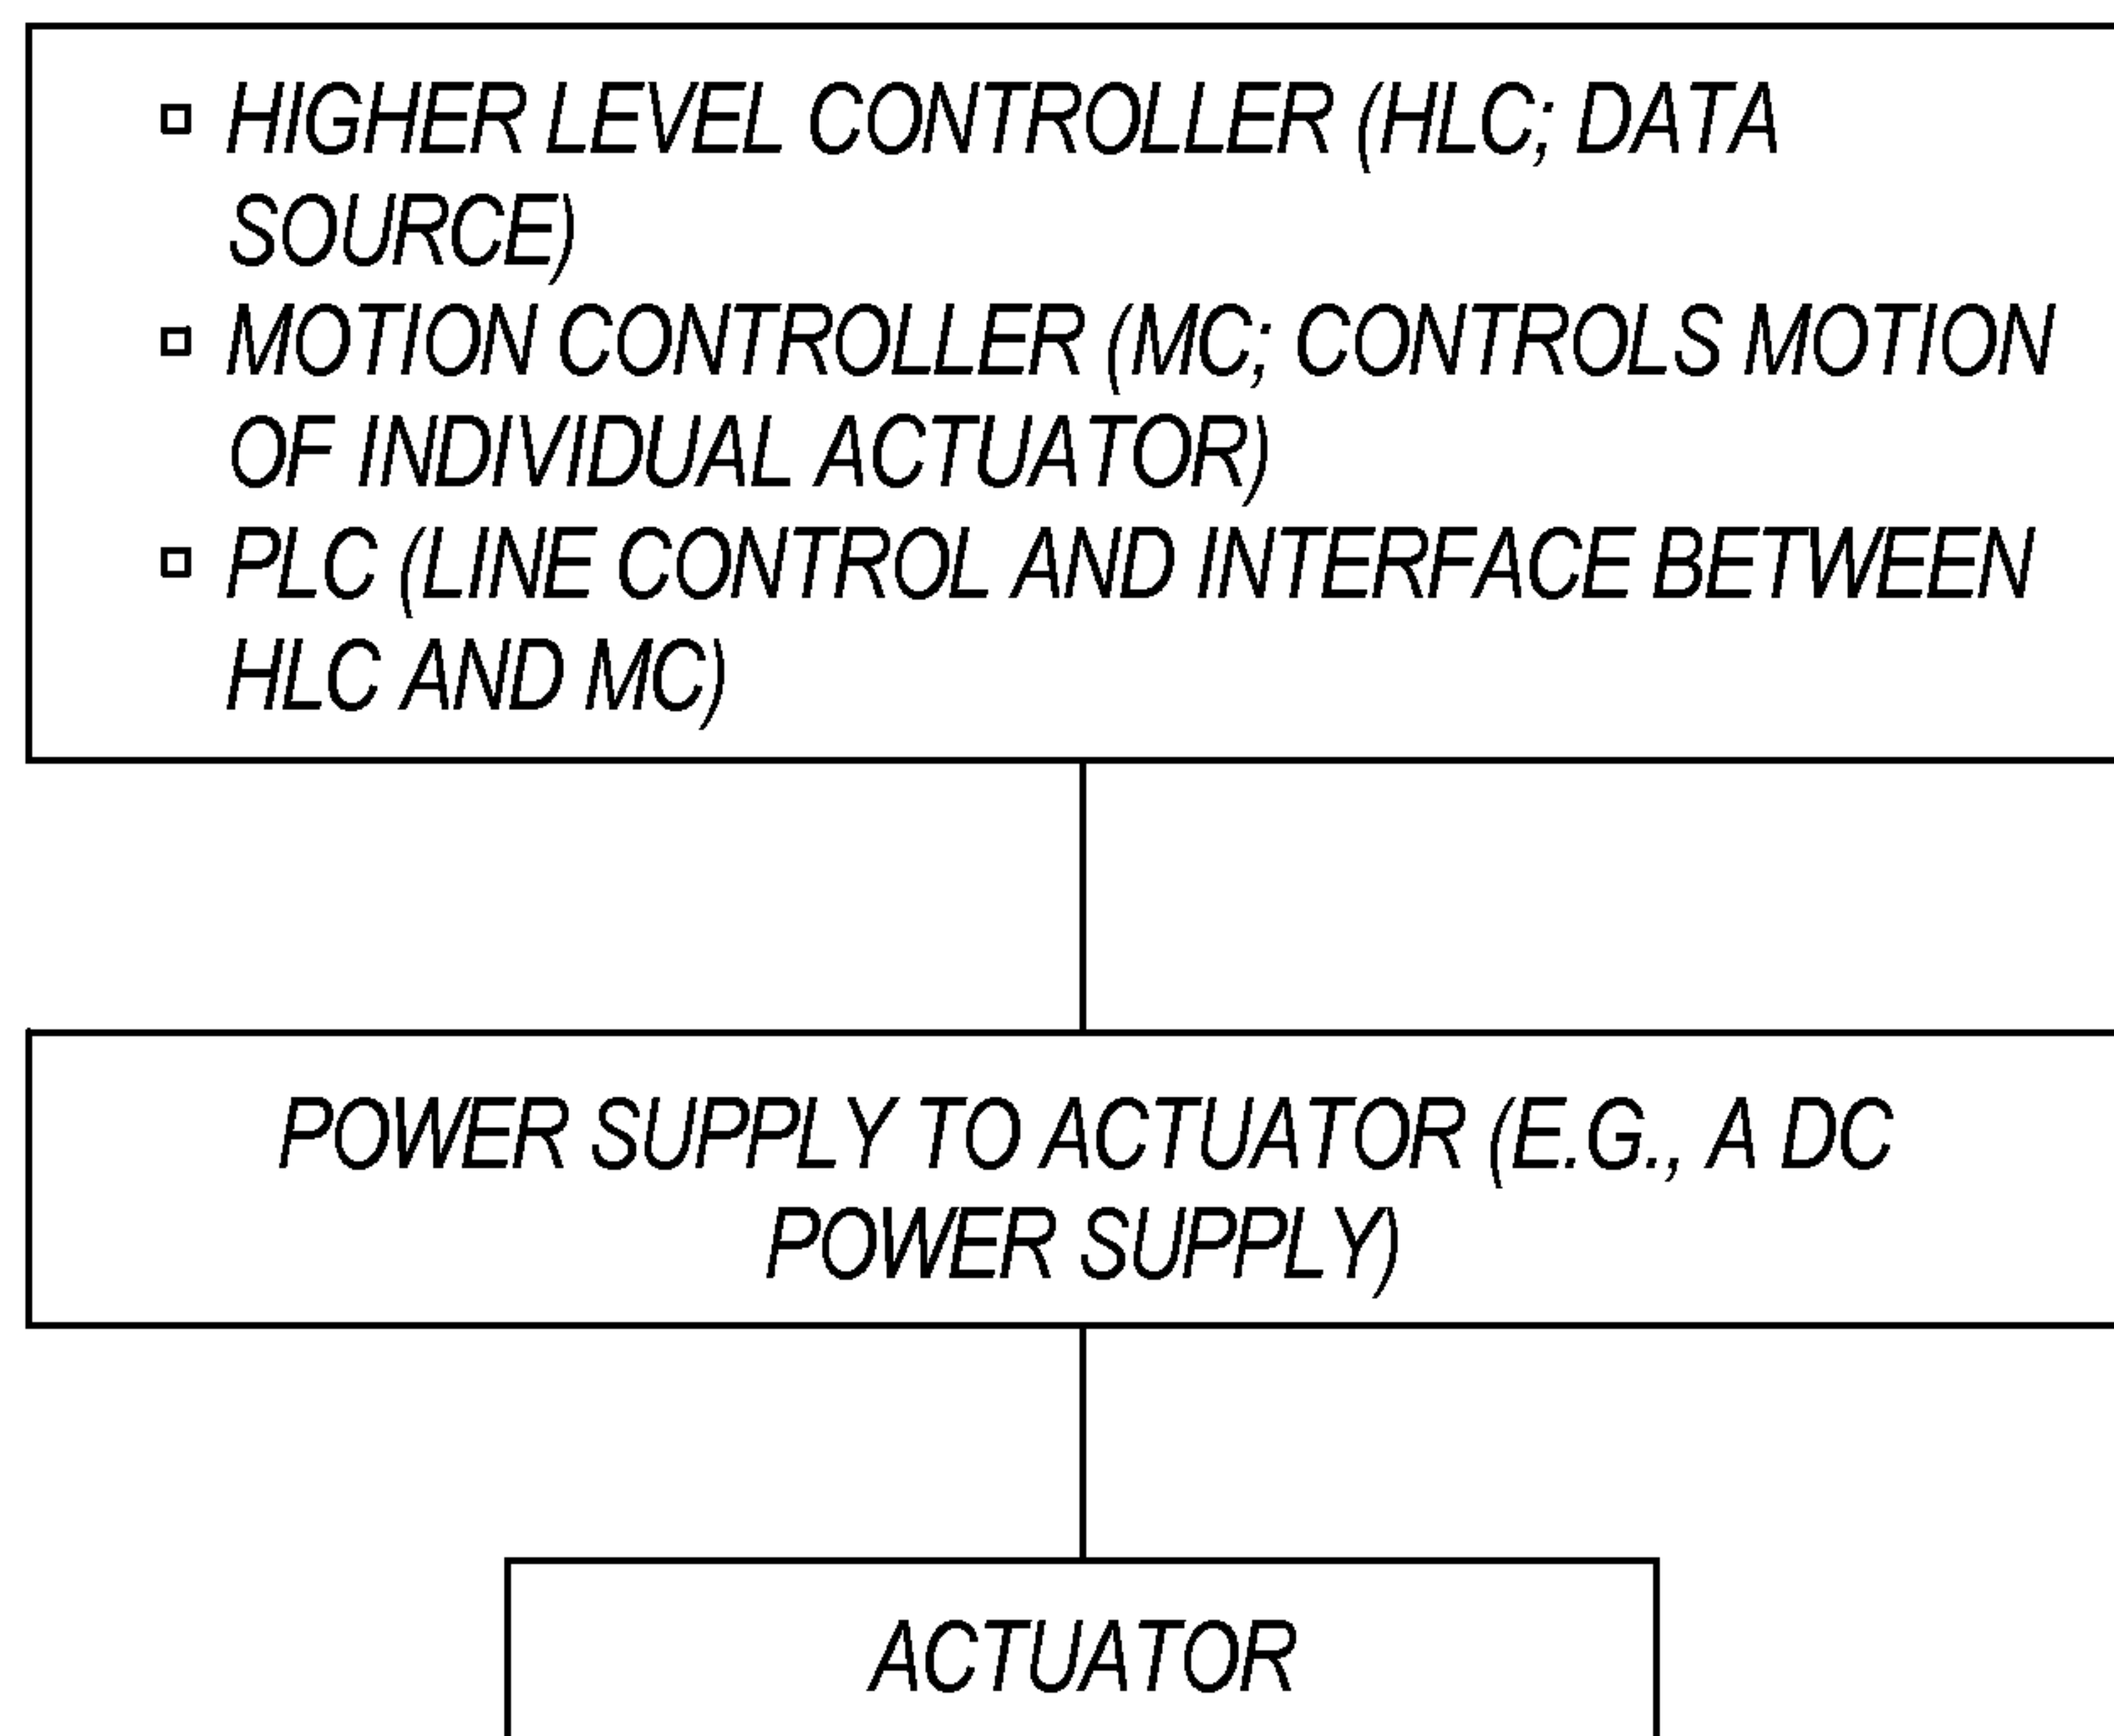 ▫ HIGHER LEVEL CONTROLLER (HLC; DATA
SOURCE)
▫ MOTION CONTROLLER (MC; CONTROLS MOTION
OF INDIVIDUAL ACTUATOR)
▫ PLC (LINE CONTROL AND INTERFACE BETWEEN
HLC AND MC)
POWER SUPPLY TO ACTUATOR (E.G., A DC
POWER SUPPLY)
ACTUATOR